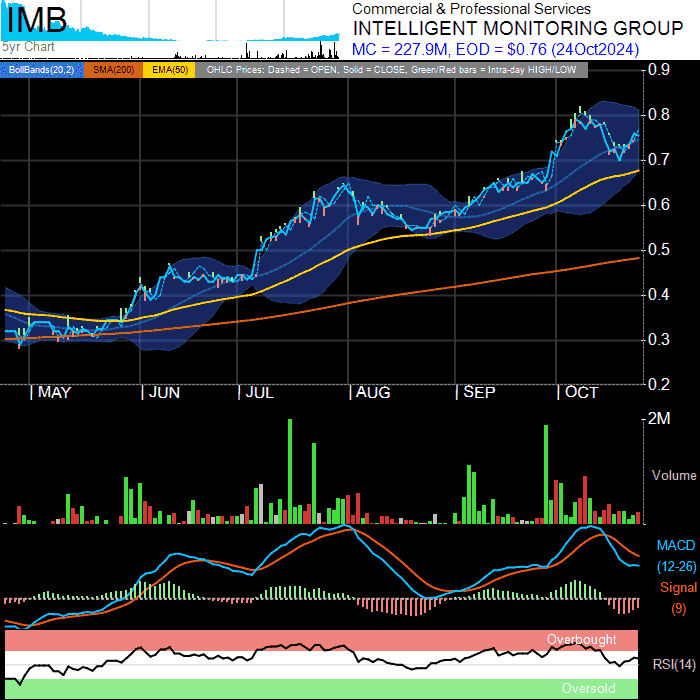 IMB
5yr Chart
Commercial & Professional Services
INTELLIGENT MONITORING GROUP
MC = 227.9M, EOD = $0.76 (24Oct2024)
BollBands(20,2) SMA(200) EMA(50) OHLC Prices: Dashed = OPEN, Solid = CLOSE, Green/Red bars = Intra-day HIGH/LOW
0.9
0.8
0.7
0.6
0.5
0.4
0.3
0.2
MAY JUN JUL AUG SEP OCT
2M
Volume
MACD
(12-26)
Signal
(9)
Overbought
RSI(14)
Oversold